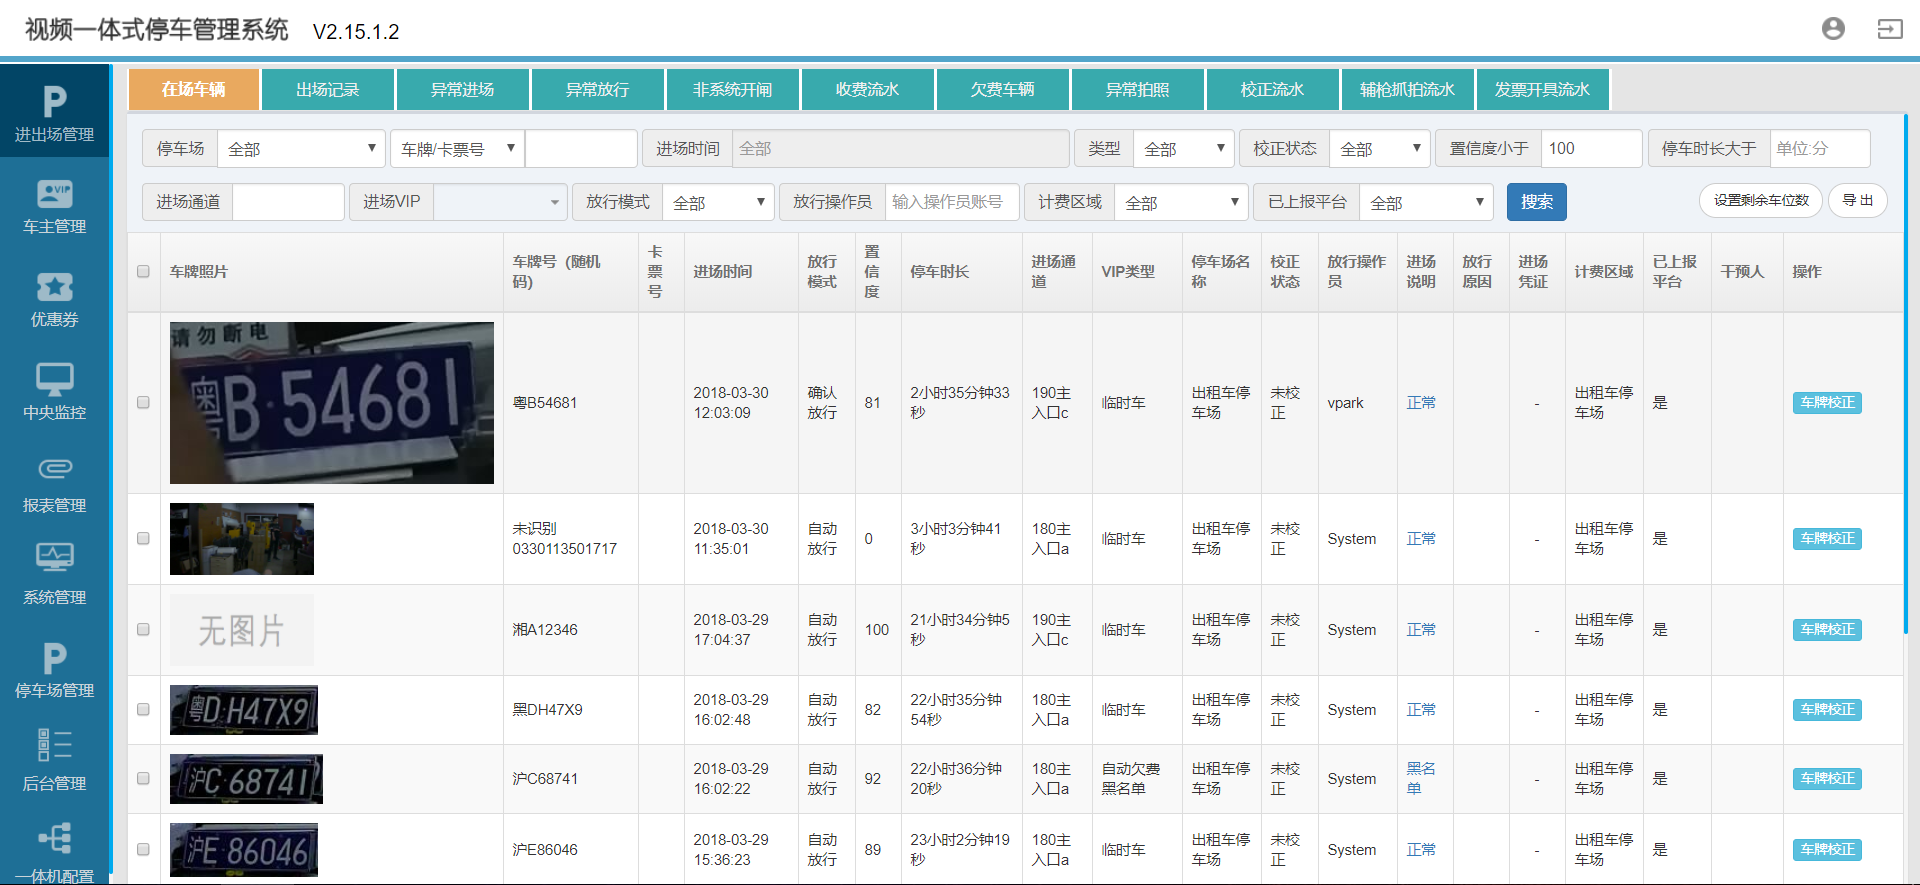 视频一体式停车管理系统 V2.15.1.2
P
进出场管理
VIP
车主管理
优惠券
中央监控
报表管理
系统管理
P
停车场管理
后台管理
一体机配置
在场车辆 出场记录 异常进场 异常放行 非系统开闸 收费流水 欠费车辆 异常拍照 校正流水 辅枪抓拍流水 发票开具流水
停车场 全部 车牌/卡票号 进场时间 全部 类型 全部 校正状态 全部 置信度小于 100 停车时长大于 单位:分
进场通道 进场VIP 放行模式 全部 放行操作员 输入操作员账号 计费区域 全部 已上报平台 全部 搜索 设置剩余车位数 导 出
车牌照片 车牌号（随机码) 卡票号 进场时间 放行模式 置信度 停车时长 进场通道 VIP类型 停车场名称 校正状态 放行操作员 进场说明 放行原因 进场凭证 计费区域 已上报平台 干预人 操作
请勿断电
粤B·54681
粤B54681 2018-03-30 12:03:09 确认放行 81 2小时35分钟33秒 190主入口c 临时车 出租车停车场 未校正 vpark 正常 - 出租车停车场 是 车牌校正
未识别0330113501717 2018-03-30 11:35:01 自动放行 0 3小时3分钟41秒 180主入口a 临时车 出租车停车场 未校正 System 正常 - 出租车停车场 是 车牌校正
无图片 湘A12346 2018-03-29 17:04:37 自动放行 100 21小时34分钟5秒 190主入口c 临时车 出租车停车场 未校正 System 正常 - 出租车停车场 是 车牌校正
粤D·H47X9 黑DH47X9 2018-03-29 16:02:48 自动放行 82 22小时35分钟54秒 180主入口a 临时车 出租车停车场 未校正 System 正常 - 出租车停车场 是 车牌校正
沪C·68741 沪C68741 2018-03-29 16:02:22 自动放行 92 22小时36分钟20秒 180主入口a 自动欠费黑名单 出租车停车场 未校正 System 黑名单 - 出租车停车场 是 车牌校正
沪E·86046 沪E86046 2018-03-29 15:36:23 自动放行 89 23小时2分钟19秒 180主入口a 临时车 出租车停车场 未校正 System 正常 - 出租车停车场 是 车牌校正